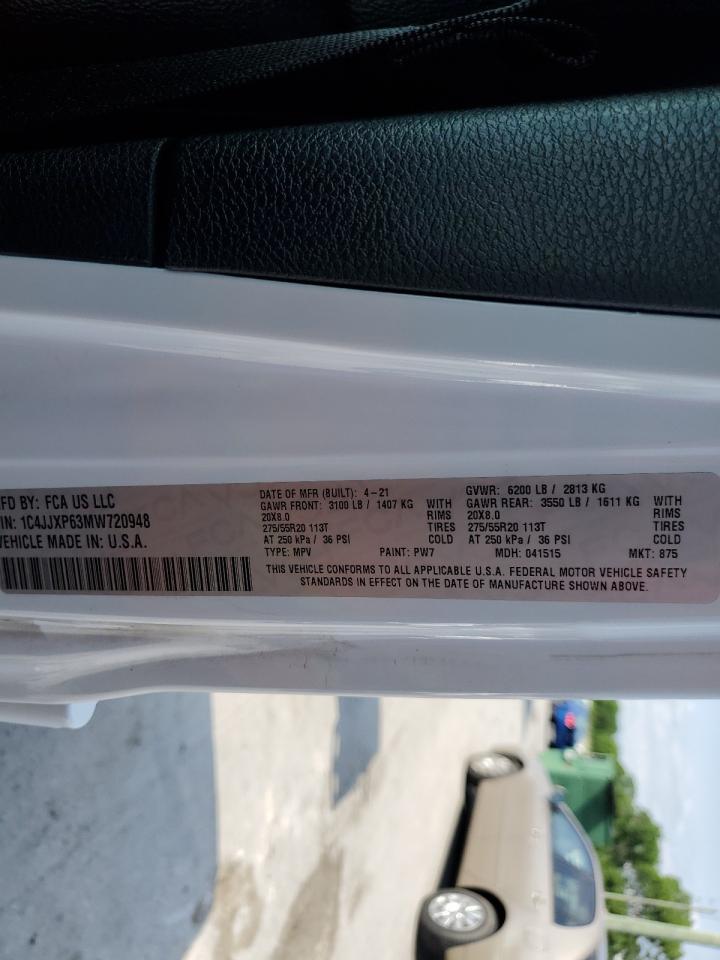 MFD BY: FCA US LLC
VIN: 1C4JJXP63MW720948
VEHICLE MADE IN: U.S.A.
DATE OF MFR (BUILT): 4-21
GAWR FRONT: 3100 LB / 1407 KG WITH
20X8.0 RIMS
275/55R20 113T TIRES
AT 250 kPa / 36 PSI COLD
TYPE: MPV PAINT: PW7
GVWR: 6200 LB / 2813 KG
GAWR REAR: 3550 LB / 1611 KG WITH
20X8.0 RIMS
275/55R20 113T TIRES
AT 250 kPa / 36 PSI COLD
MDH: 041515 MKT: 875
THIS VEHICLE CONFORMS TO ALL APPLICABLE U.S.A. FEDERAL MOTOR VEHICLE SAFETY
STANDARDS IN EFFECT ON THE DATE OF MANUFACTURE SHOWN ABOVE.